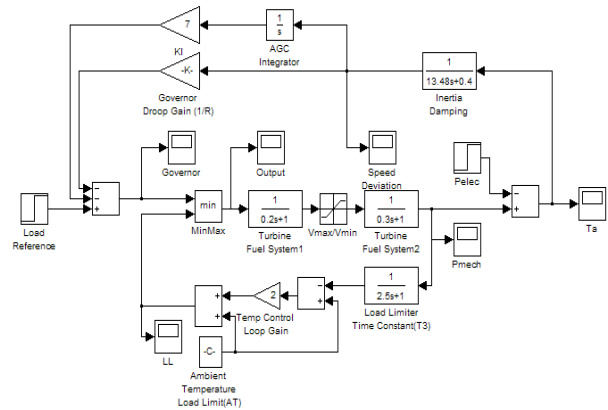 7
KI
1
s
AGC
Integrator
-K-
Governor
Droop Gain (1/R)
1
13.48s+0.4
Inertia
Damping
Governor
Output
Speed
Deviation
Pelec
Load
Reference
−
−
+
min
MinMax
1
0.2s+1
Turbine
Fuel System1
Vmax/Vmin
1
0.3s+1
Turbine
Fuel System2
−
+
Ta
Pmech
+
+
2
Temp Control
Loop Gain
−
+
1
2.5s+1
Load Limiter
Time Constant(T3)
LL
-C-
Ambient
Temperature
Load Limit(AT)